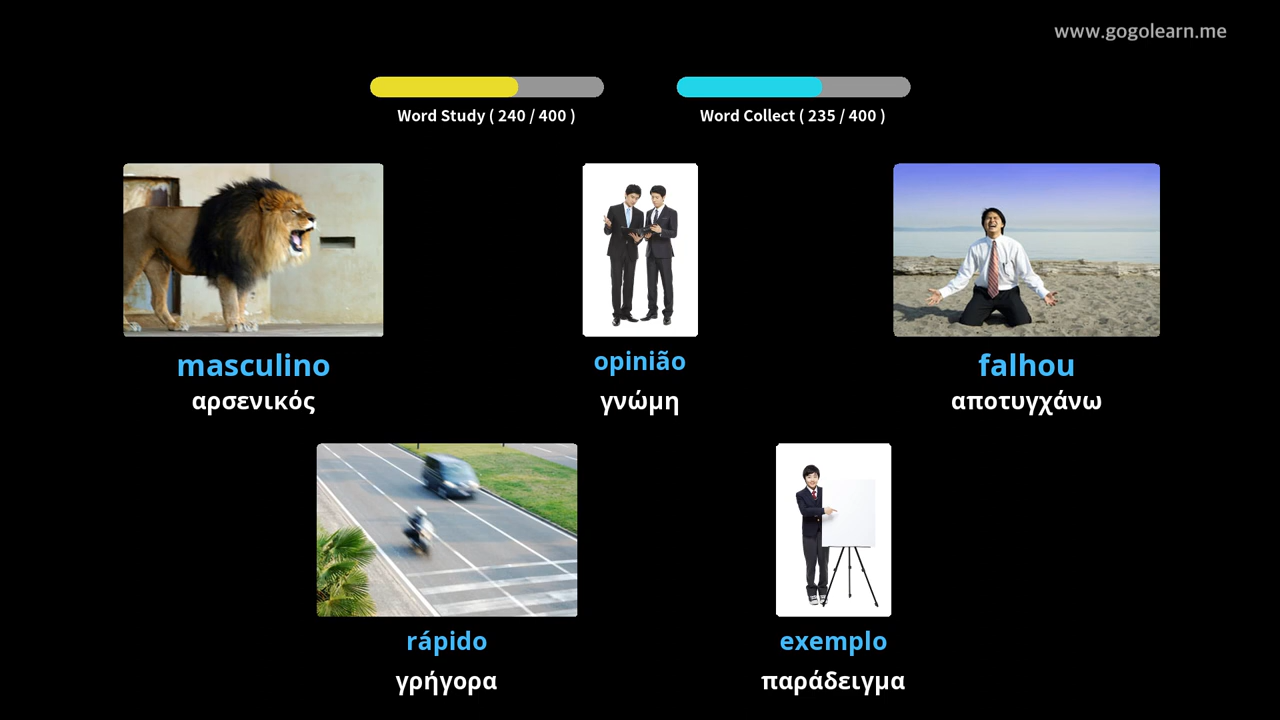 www.gogolearn.me
Word Study ( 240 / 400 )
Word Collect ( 235 / 400 )
masculino
αρσενικός
opinião
γνώμη
falhou
αποτυγχάνω
rápido
γρήγορα
exemplo
παράδειγμα